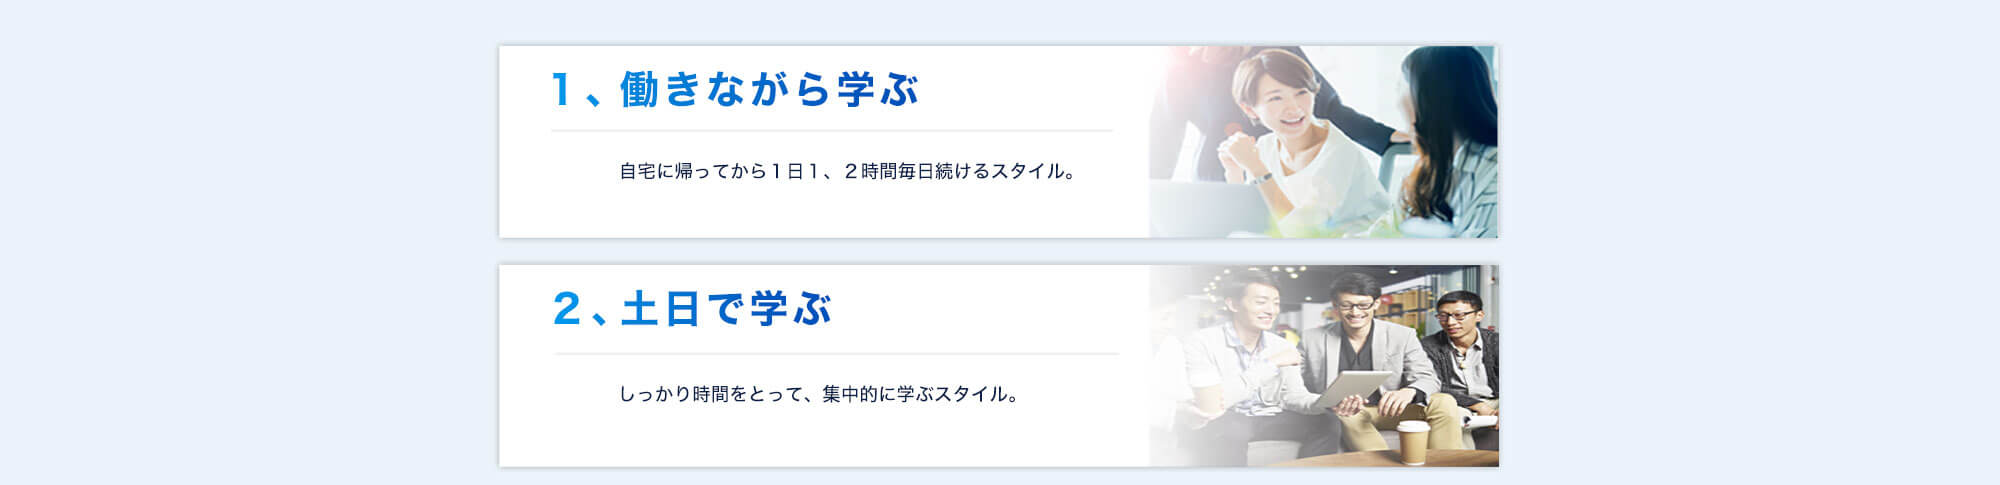 １、働きながら学ぶ
自宅に帰ってから１日１、２時間毎日続けるスタイル。
２、土日で学ぶ
しっかり時間をとって、集中的に学ぶスタイル。